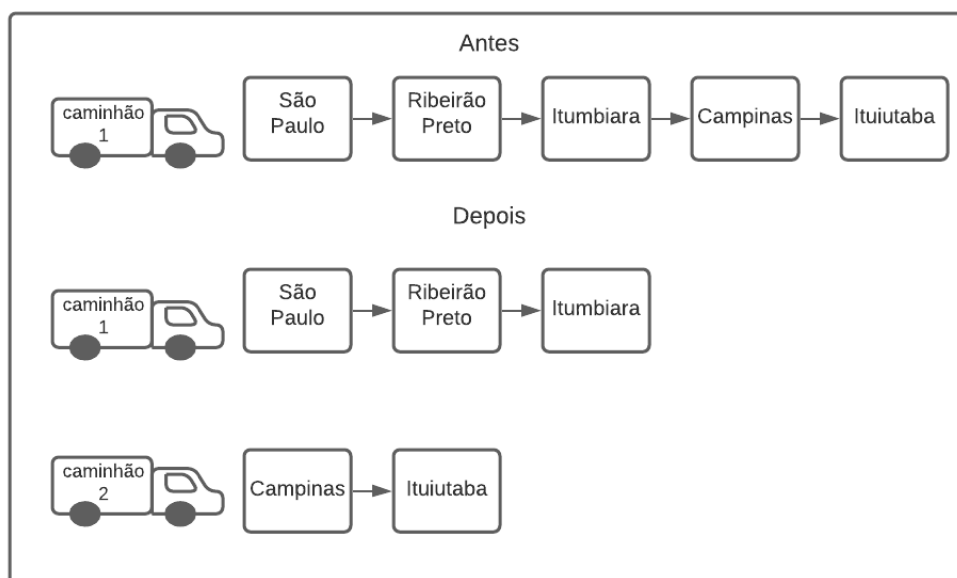 Antes
caminhão
1
São
Paulo
Ribeirão
Preto
Itumbiara
Campinas
Ituiutaba
Depois
caminhão
1
São
Paulo
Ribeirão
Preto
Itumbiara
caminhão
2
Campinas
Ituiutaba